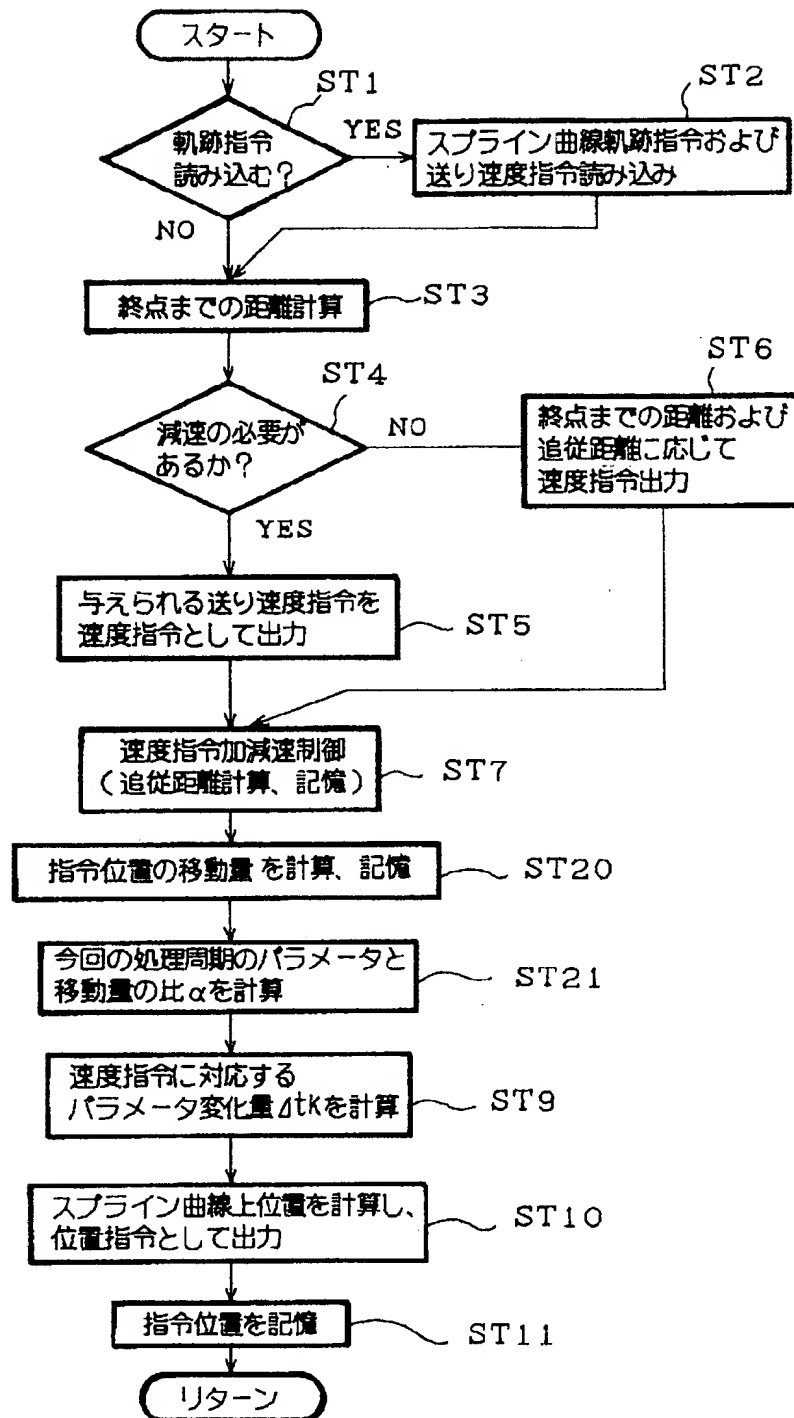 スタート
ST1
軌跡指令
読み込む？
YES
ST2
スプライン曲線軌跡指令および
送り速度指令読み込み
NO
終点までの距離計算
ST3
ST4
減速の必要が
あるか？
NO
ST6
終点までの距離および
追従距離に応じて
速度指令出力
YES
与えられる送り速度指令を
速度指令として出力
ST5
速度指令加減速制御
（追従距離計算、記憶）
ST7
指令位置の移動量を計算、記憶
ST20
今回の処理周期のパラメータと
移動量の比αを計算
ST21
速度指令に対応する
パラメータ変化量⊿tKを計算
ST9
スプライン曲線上位置を計算し、
位置指令として出力
ST10
指令位置を記憶
ST11
リターン